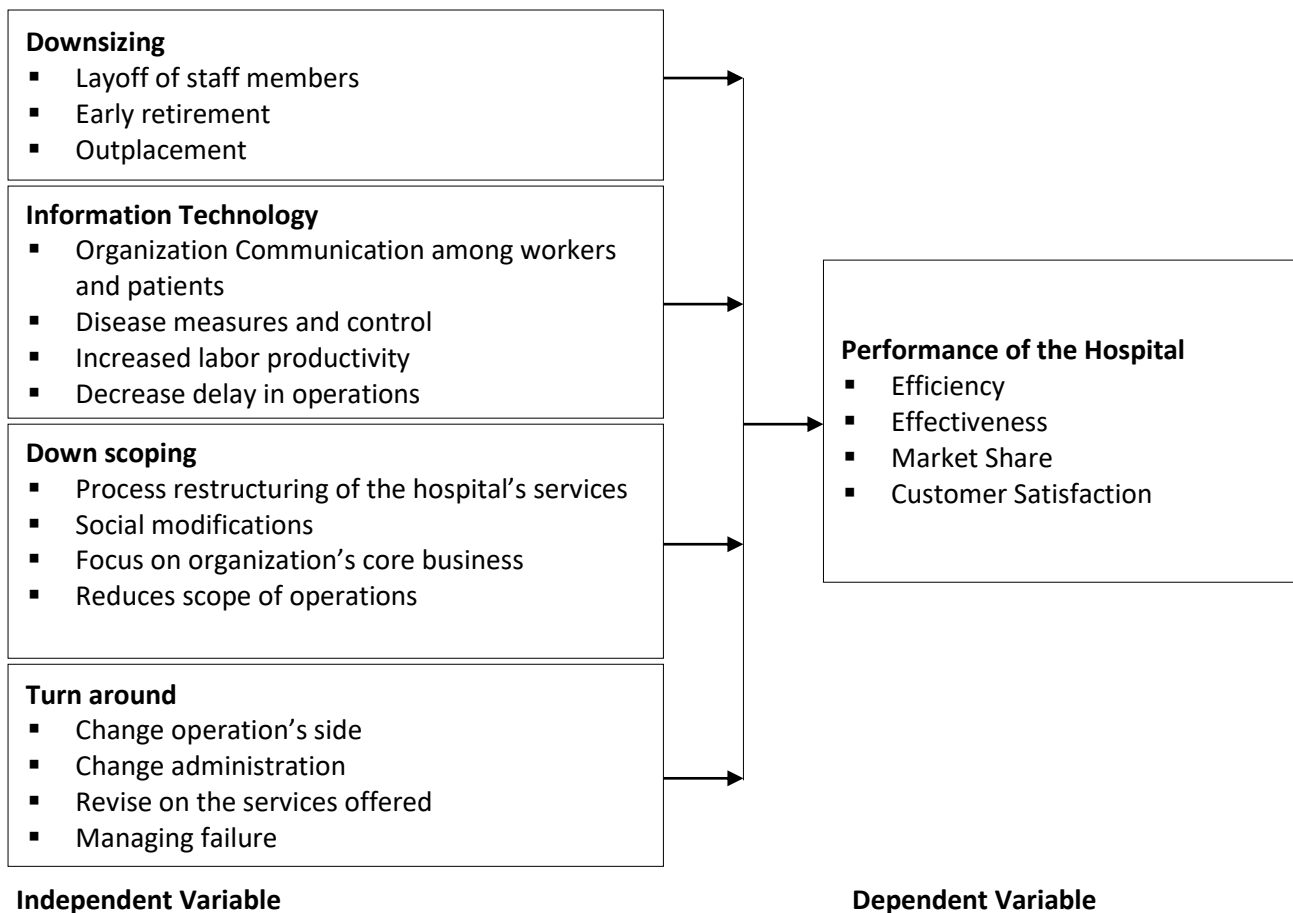 Downsizing
▪ Layoff of staff members
▪ Early retirement
▪ Outplacement
Information Technology
▪ Organization Communication among workers
and patients
▪ Disease measures and control
▪ Increased labor productivity
▪ Decrease delay in operations
Down scoping
▪ Process restructuring of the hospital’s services
▪ Social modifications
▪ Focus on organization’s core business
▪ Reduces scope of operations
Turn around
▪ Change operation’s side
▪ Change administration
▪ Revise on the services offered
▪ Managing failure
Independent Variable
Performance of the Hospital
▪ Efficiency
▪ Effectiveness
▪ Market Share
▪ Customer Satisfaction
Dependent Variable